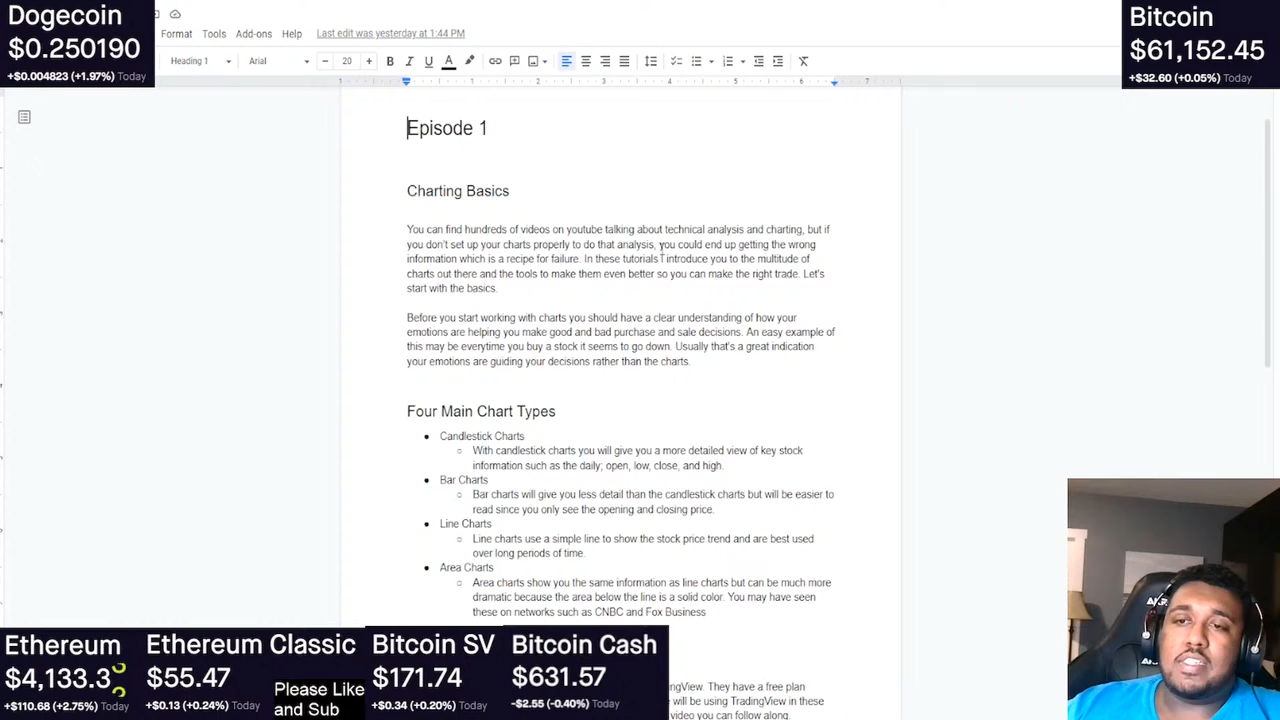 Dogecoin
$0.250190
+$0.004823 (+1.97%) Today
Bitcoin
$61,152.45
+$32.60 (+0.05%) Today
Format Tools Add-ons Help Last edit was yesterday at 1:44 PM
Heading 1 Arial 20
1 1 2 3 4 5 6 7
Episode 1
Charting Basics
You can find hundreds of videos on youtube talking about technical analysis and charting, but if
you don't set up your charts properly to do that analysis, you could end up getting the wrong
information which is a recipe for failure. In these tutorials I introduce you to the multitude of
charts out there and the tools to make them even better so you can make the right trade. Let's
start with the basics.
Before you start working with charts you should have a clear understanding of how your
emotions are helping you make good and bad purchase and sale decisions. An easy example of
this may be everytime you buy a stock it seems to go down. Usually that's a great indication
your emotions are guiding your decisions rather than the charts.
Four Main Chart Types
Candlestick Charts
With candlestick charts you will give you a more detailed view of key stock
information such as the daily; open, low, close, and high.
Bar Charts
Bar charts will give you less detail than the candlestick charts but will be easier to
read since you only see the opening and closing price.
Line Charts
Line charts use a simple line to show the stock price trend and are best used
over long periods of time.
Area Charts
Area charts show you the same information as line charts but can be much more
dramatic because the area below the line is a solid color. You may have seen
these on networks such as CNBC and Fox Business
ngView. They have a free plan
will be using TradingView in these
video you can follow along.
Ethereum
$4,133.3
+$110.68 (+2.75%) Today
Ethereum Classic
$55.47
+$0.13 (+0.24%) Today
Please Like
and Sub
Bitcoin SV
$171.74
+$0.34 (+0.20%) Today
Bitcoin Cash
$631.57
-$2.55 (-0.40%) Today